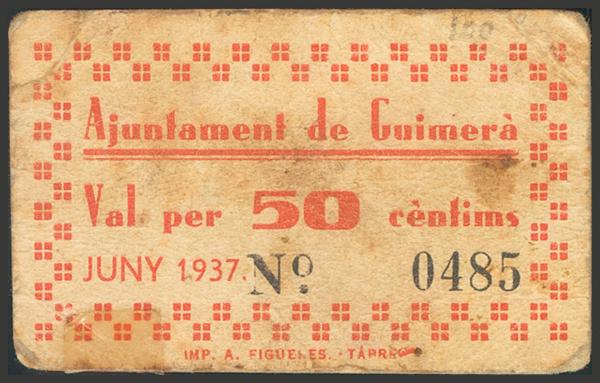 Ajuntament de Guimerà
Val per 50 cèntims
JUNY 1937. Nº 0485
IMP. A. FIGUERES. - TÀRREGA